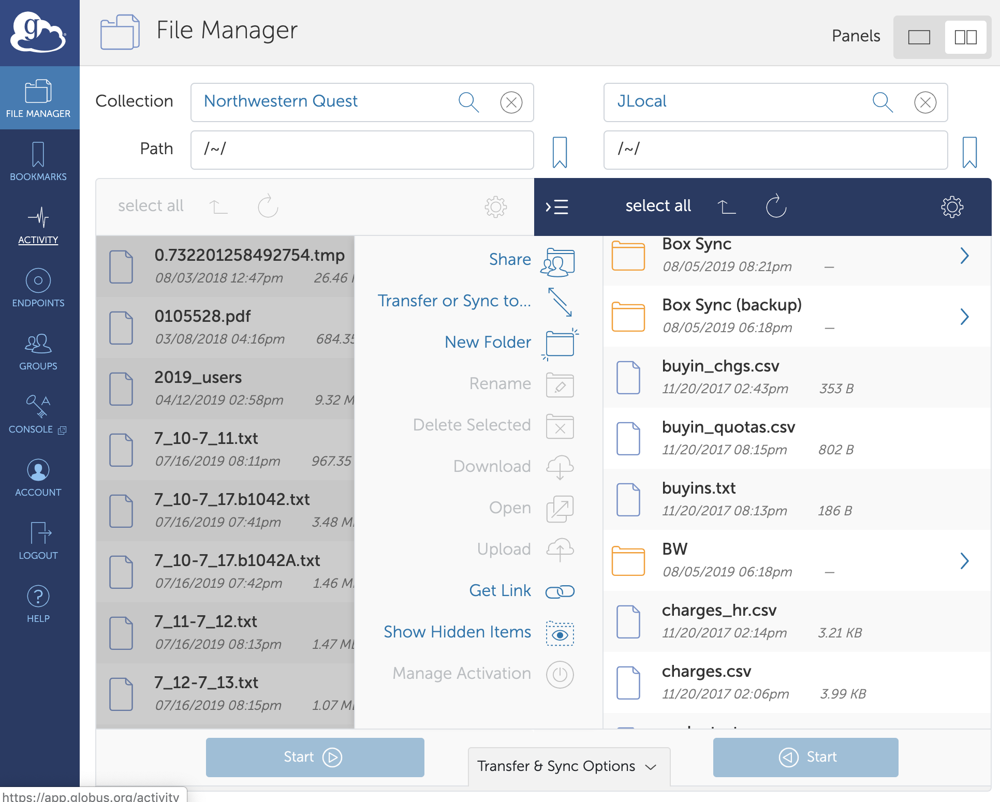 g
File Manager
Panels
FILE MANAGER
BOOKMARKS
ACTIVITY
ENDPOINTS
GROUPS
CONSOLE
ACCOUNT
LOGOUT
HELP
Collection
Northwestern Quest
JLocal
Path
/~/
/~/
select all
select all
0.732201258492754.tmp
08/03/2018 12:47pm 26.46
0105528.pdf
03/08/2018 04:16pm 684.35
2019_users
04/12/2019 02:58pm 9.32 M
7_10-7_11.txt
07/16/2019 08:11pm 967.35
7_10-7_17.b1042.txt
07/16/2019 07:41pm 3.48 M
7_10-7_17.b1042A.txt
07/16/2019 07:42pm 1.46 M
7_11-7_12.txt
07/16/2019 08:13pm 1.47 M
7_12-7_13.txt
07/16/2019 08:15pm 1.07 M
Share
Transfer or Sync to...
New Folder
Rename
Delete Selected
Download
Open
Upload
Get Link
Show Hidden Items
Manage Activation
Box Sync
08/05/2019 08:21pm —
Box Sync (backup)
08/05/2019 06:18pm —
buyin_chgs.csv
11/20/2017 02:43pm 353 B
buyin_quotas.csv
11/20/2017 08:15pm 802 B
buyins.txt
11/20/2017 08:13pm 186 B
BW
08/05/2019 06:18pm —
charges_hr.csv
11/20/2017 02:14pm 3.21 KB
charges.csv
11/20/2017 02:06pm 3.99 KB
Start
Transfer & Sync Options
Start
https://app.globus.org/activity